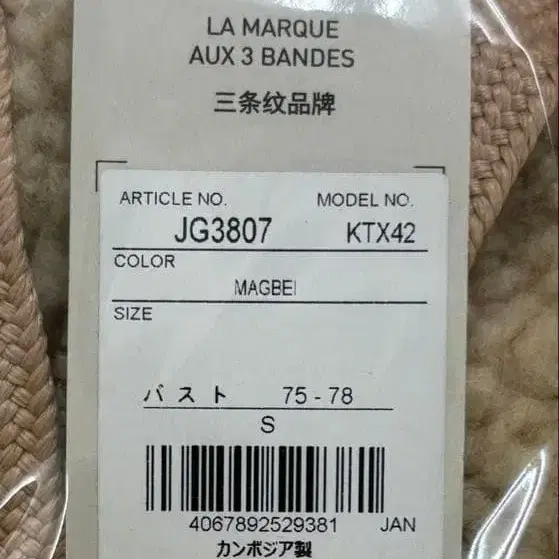 LA MARQUE
AUX 3 BANDES
三条纹品牌
ARTICLE NO. MODEL NO.
JG3807 KTX42
COLOR
MAGBEI
SIZE
バスト 75 - 78
S
4067892529381 JAN
カンボジア製